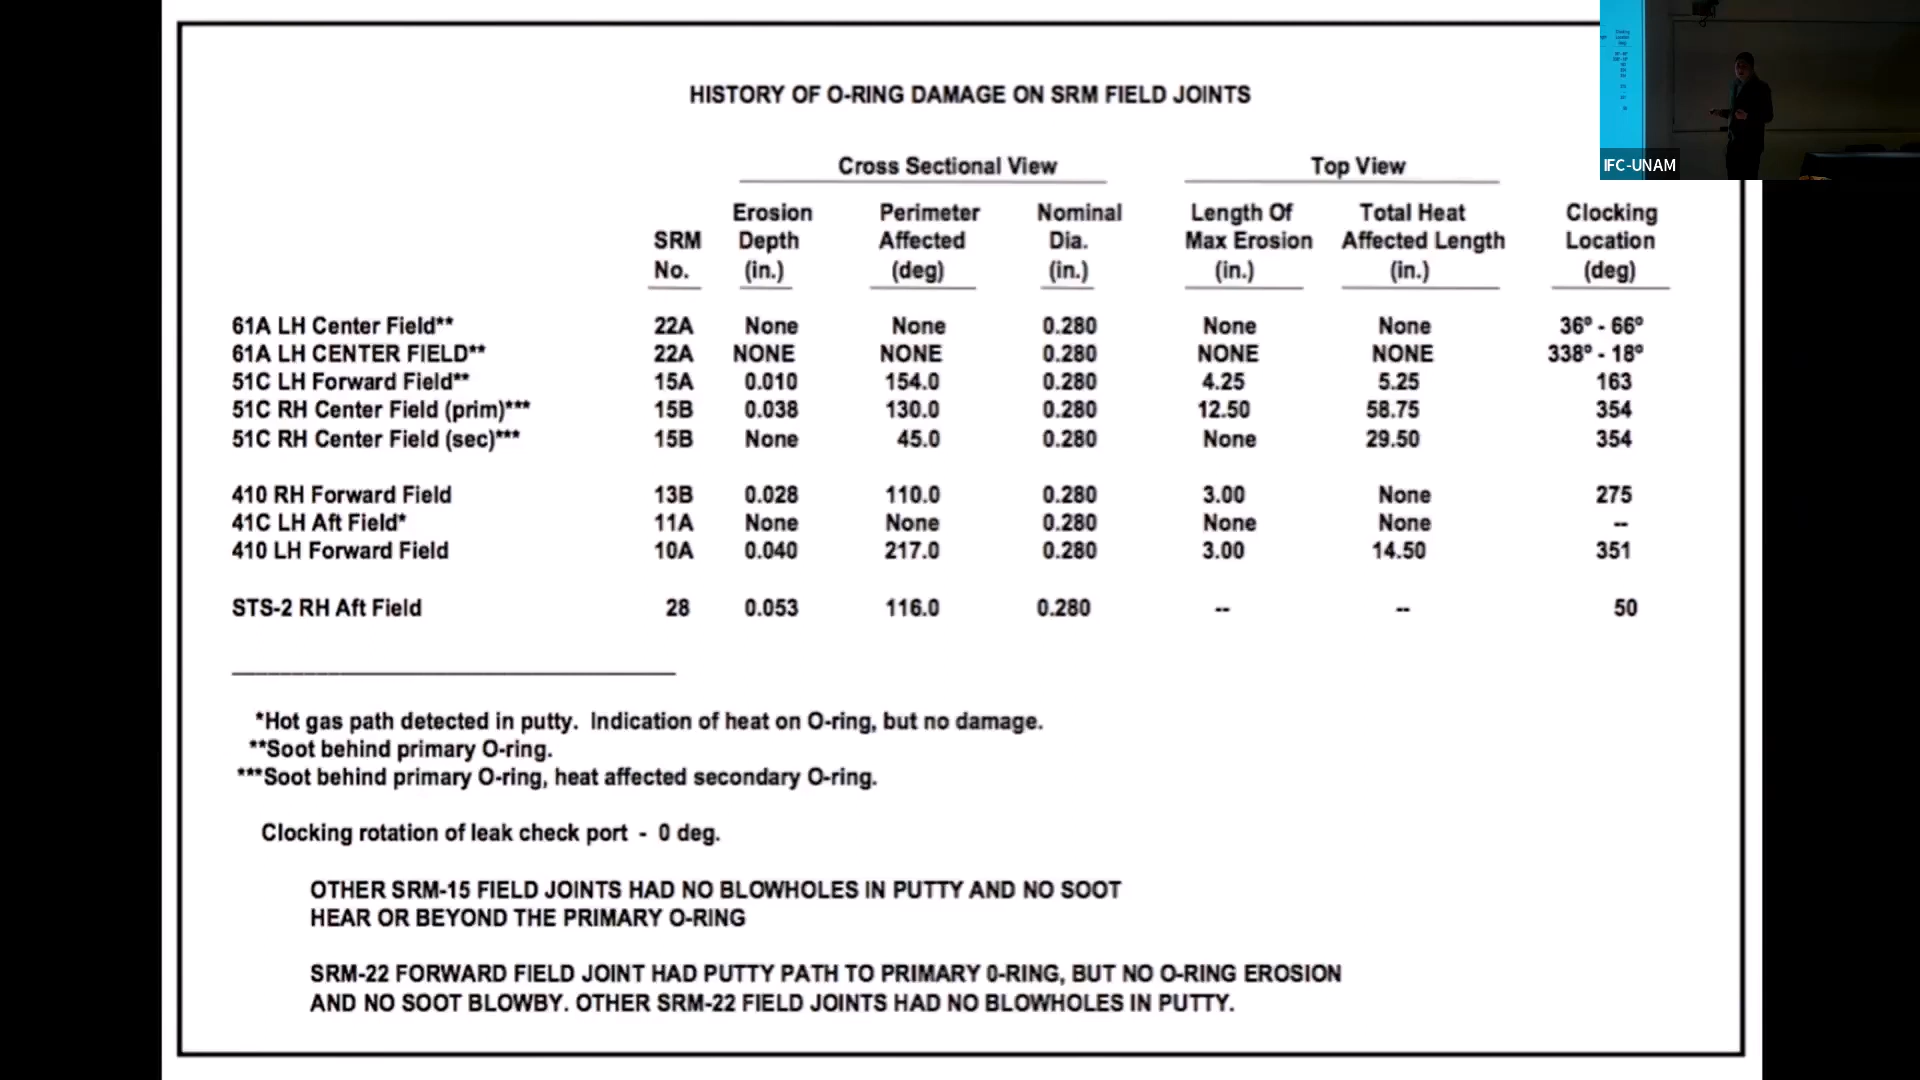 HISTORY OF O-RING DAMAGE ON SRM FIELD JOINTS
Cross Sectional View Top View
Erosion Perimeter Nominal Length Of Total Heat Clocking
SRM Depth Affected Dia. Max Erosion Affected Length Location
No. (in.) (deg) (in.) (in.) (in.) (deg)
61A LH Center Field** 22A None None 0.280 None None 36º - 66º
61A LH CENTER FIELD** 22A NONE NONE 0.280 NONE NONE 338º - 18º
51C LH Forward Field** 15A 0.010 154.0 0.280 4.25 5.25 163
51C RH Center Field (prim)*** 15B 0.038 130.0 0.280 12.50 58.75 354
51C RH Center Field (sec)*** 15B None 45.0 0.280 None 29.50 354
410 RH Forward Field 13B 0.028 110.0 0.280 3.00 None 275
41C LH Aft Field* 11A None None 0.280 None None --
410 LH Forward Field 10A 0.040 217.0 0.280 3.00 14.50 351
STS-2 RH Aft Field 28 0.053 116.0 0.280 -- -- 50
*Hot gas path detected in putty. Indication of heat on O-ring, but no damage.
**Soot behind primary O-ring.
***Soot behind primary O-ring, heat affected secondary O-ring.
Clocking rotation of leak check port - 0 deg.
OTHER SRM-15 FIELD JOINTS HAD NO BLOWHOLES IN PUTTY AND NO SOOT
HEAR OR BEYOND THE PRIMARY O-RING
SRM-22 FORWARD FIELD JOINT HAD PUTTY PATH TO PRIMARY 0-RING, BUT NO O-RING EROSION
AND NO SOOT BLOWBY. OTHER SRM-22 FIELD JOINTS HAD NO BLOWHOLES IN PUTTY.
IFC-UNAM